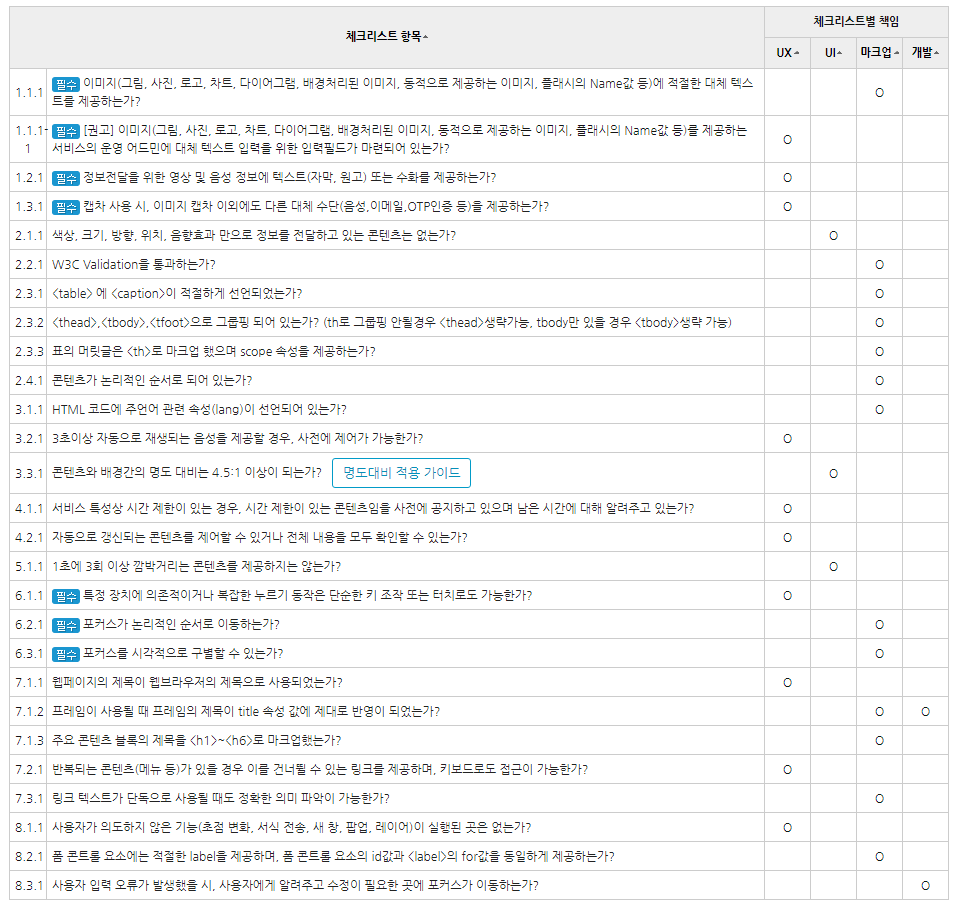 체크리스트 항목
체크리스트별 책임
UX UI 마크업 개발
1.1.1 필수 이미지(그림, 사진, 로고, 차트, 다이어그램, 배경처리된 이미지, 동적으로 제공하는 이미지, 플래시의 Name값 등)에 적절한 대체 텍스
트를 제공하는가? O
1.1.1- 필수 [권고] 이미지(그림, 사진, 로고, 차트, 다이어그램, 배경처리된 이미지, 동적으로 제공하는 이미지, 플래시의 Name값 등)를 제공하는
1 서비스의 운영 어드민에 대체 텍스트 입력을 위한 입력필드가 마련되어 있는가? O
1.2.1 필수 정보전달을 위한 영상 및 음성 정보에 텍스트(자막, 원고) 또는 수화를 제공하는가? O
1.3.1 필수 캡차 사용 시, 이미지 캡차 이외에도 다른 대체 수단(음성,이메일,OTP인증 등)을 제공하는가? O
2.1.1 색상, 크기, 방향, 위치, 음향효과 만으로 정보를 전달하고 있는 콘텐츠는 없는가? O
2.2.1 W3C Validation을 통과하는가? O
2.3.1 <table> 에 <caption>이 적절하게 선언되었는가? O
2.3.2 <thead>,<tbody>,<tfoot>으로 그룹핑 되어 있는가? (th로 그룹핑 안될경우 <thead>생략가능, tbody만 있을 경우 <tbody>생략 가능) O
2.3.3 표의 머릿글은 <th>로 마크업 했으며 scope 속성을 제공하는가? O
2.4.1 콘텐츠가 논리적인 순서로 되어 있는가? O
3.1.1 HTML 코드에 주언어 관련 속성(lang)이 선언되어 있는가? O
3.2.1 3초이상 자동으로 재생되는 음성을 제공할 경우, 사전에 제어가 가능한가? O
3.3.1 콘텐츠와 배경간의 명도 대비는 4.5:1 이상이 되는가? 명도대비 적용 가이드 O
4.1.1 서비스 특성상 시간 제한이 있는 경우, 시간 제한이 있는 콘텐츠임을 사전에 공지하고 있으며 남은 시간에 대해 알려주고 있는가? O
4.2.1 자동으로 갱신되는 콘텐츠를 제어할 수 있거나 전체 내용을 모두 확인할 수 있는가? O
5.1.1 1초에 3회 이상 깜박거리는 콘텐츠를 제공하지는 않는가? O
6.1.1 필수 특정 장치에 의존적이거나 복잡한 누르기 동작은 단순한 키 조작 또는 터치로도 가능한가? O
6.2.1 필수 포커스가 논리적인 순서로 이동하는가? O
6.3.1 필수 포커스를 시각적으로 구별할 수 있는가? O
7.1.1 웹페이지의 제목이 웹브라우저의 제목으로 사용되었는가? O
7.1.2 프레임이 사용될 때 프레임의 제목이 title 속성 값에 제대로 반영이 되었는가? O O
7.1.3 주요 콘텐츠 블록의 제목을 <h1>~<h6>로 마크업했는가? O
7.2.1 반복되는 콘텐츠(메뉴 등)가 있을 경우 이를 건너뛸 수 있는 링크를 제공하며, 키보드로도 접근이 가능한가? O
7.3.1 링크 텍스트가 단독으로 사용될 때도 정확한 의미 파악이 가능한가? O
8.1.1 사용자가 의도하지 않은 기능(초점 변화, 서식 전송, 새 창, 팝업, 레이어)이 실행된 곳은 없는가? O
8.2.1 폼 콘트롤 요소에는 적절한 label을 제공하며, 폼 콘트롤 요소의 id값과 <label>의 for값을 동일하게 제공하는가? O
8.3.1 사용자 입력 오류가 발생했을 시, 사용자에게 알려주고 수정이 필요한 곳에 포커스가 이동하는가? O